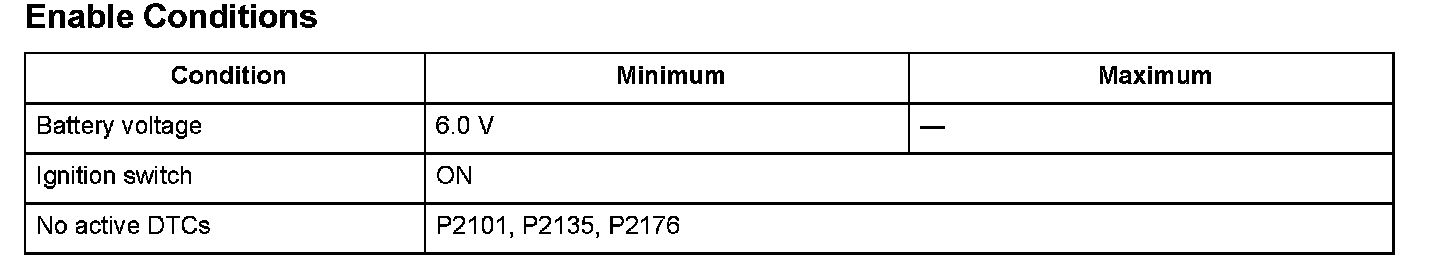 Enable Conditions
Condition Minimum Maximum
Battery voltage 6.0 V —
Ignition switch ON
No active DTCs P2101, P2135, P2176